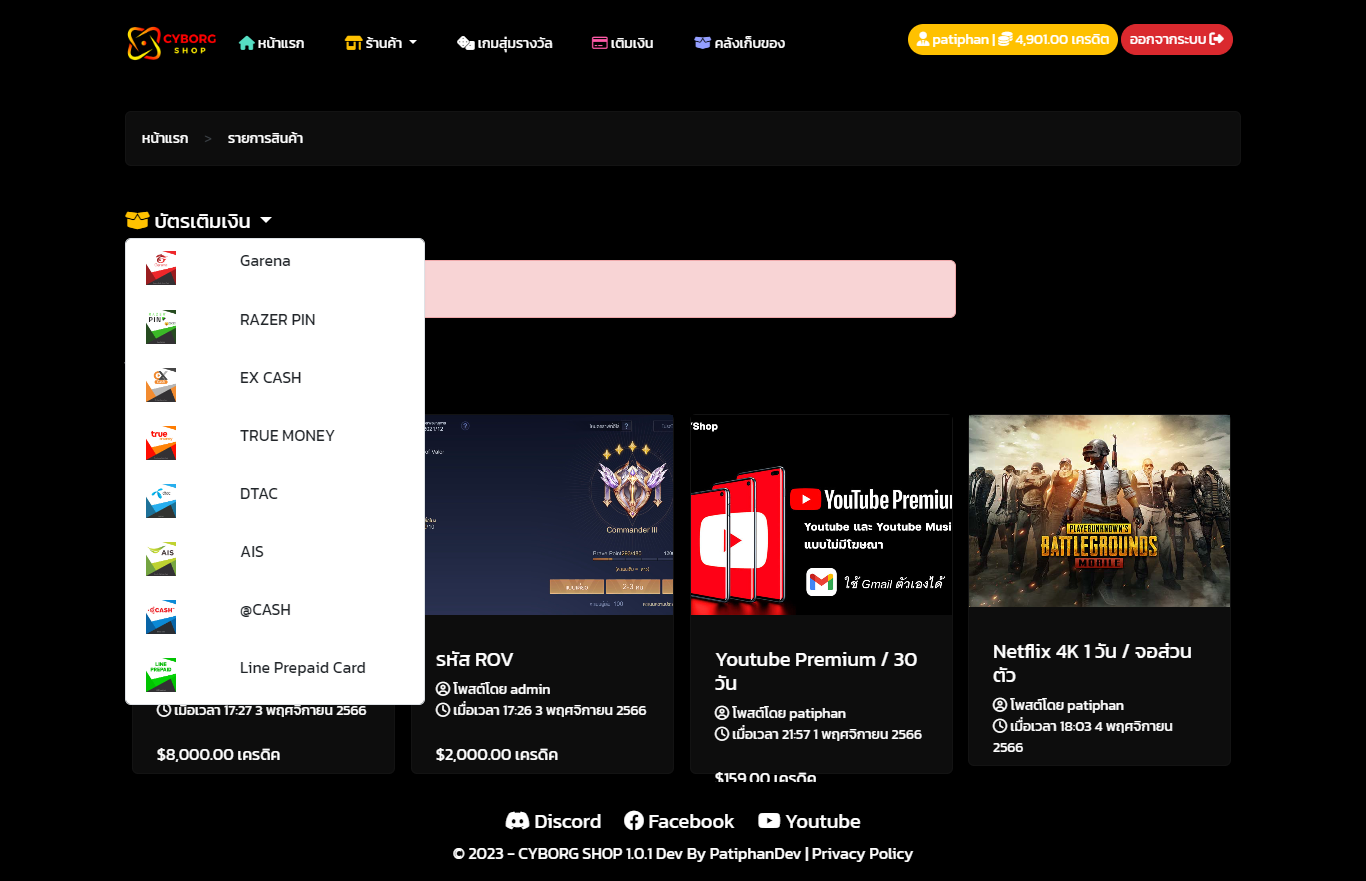 CYBORG
SHOP
หน้าแรก
ร้านค้า
เกมสุ่มรางวัล
เติมเงิน
คลังเก็บของ
patiphan | 4,901.00 เครดิต
ออกจากระบบ
หน้าแรก > รายการสินค้า
บัตรเติมเงิน
Garena
RAZER PIN
EX CASH
TRUE MONEY
DTAC
AIS
@CASH
Line Prepaid Card
เมื่อเวลา 17:27 3 พฤศจิกายน 2566
$8,000.00 เครดิต
of Valor
Commander III
รหัส ROV
โพสต์โดย admin
เมื่อเวลา 17:26 3 พฤศจิกายน 2566
$2,000.00 เครดิต
Shop
YouTube Premium
Youtube และ Youtube Musi
แบบไม่มีโฆษณา
ใช้ Gmail ตัวเองได้
Youtube Premium / 30
วัน
โพสต์โดย patiphan
เมื่อเวลา 21:57 1 พฤศจิกายน 2566
$159.00 เครดิต
PLAYERUNKNOWN'S
BATTLEGROUNDS
MOBILE
Netflix 4K 1 วัน / จอส่วน
ตัว
โพสต์โดย patiphan
เมื่อเวลา 18:03 4 พฤศจิกายน
2566
Discord
Facebook
Youtube
© 2023 - CYBORG SHOP 1.0.1 Dev By PatiphanDev | Privacy Policy